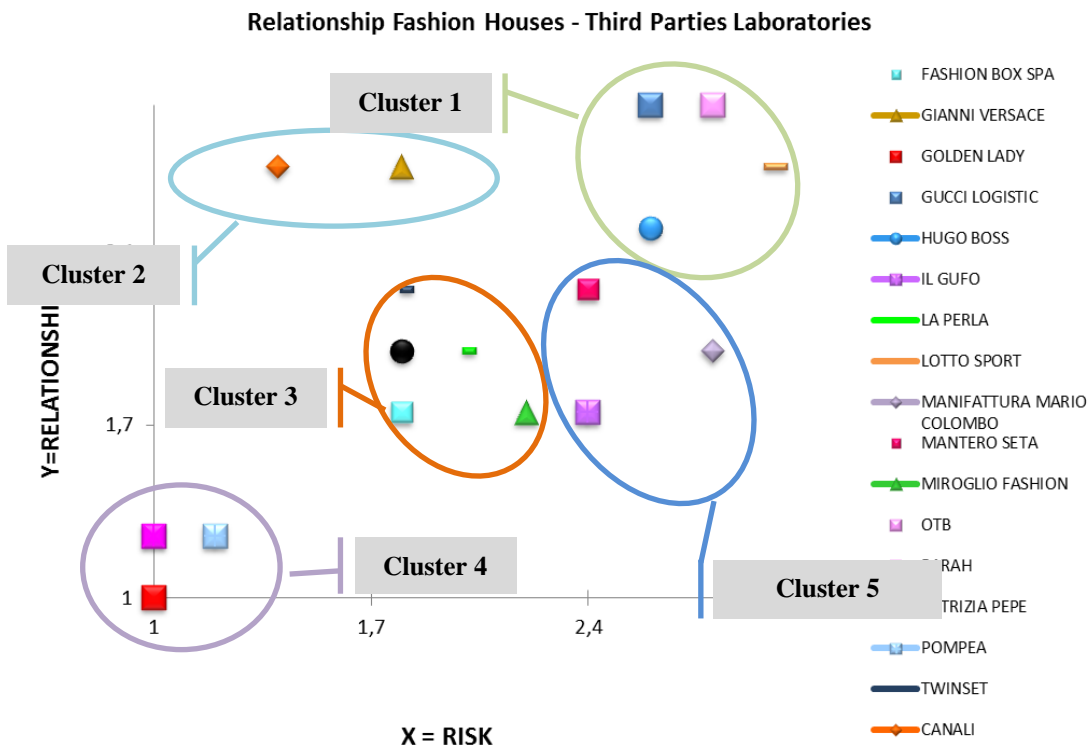 Relationship Fashion Houses - Third Parties Laboratories
Cluster 1
Cluster 2
Cluster 3
Cluster 4
Cluster 5
1,7
1
1
1,7
2,4
X = RISK
FASHION BOX SPA
GIANNI VERSACE
GOLDEN LADY
GUCCI LOGISTIC
HUGO BOSS
IL GUFO
LA PERLA
LOTTO SPORT
MANIFATTURA MARIO
COLOMBO
MANTERO SETA
MIROGLIO FASHION
OTB
PEPE
POMPEA
TWINSET
CANALI